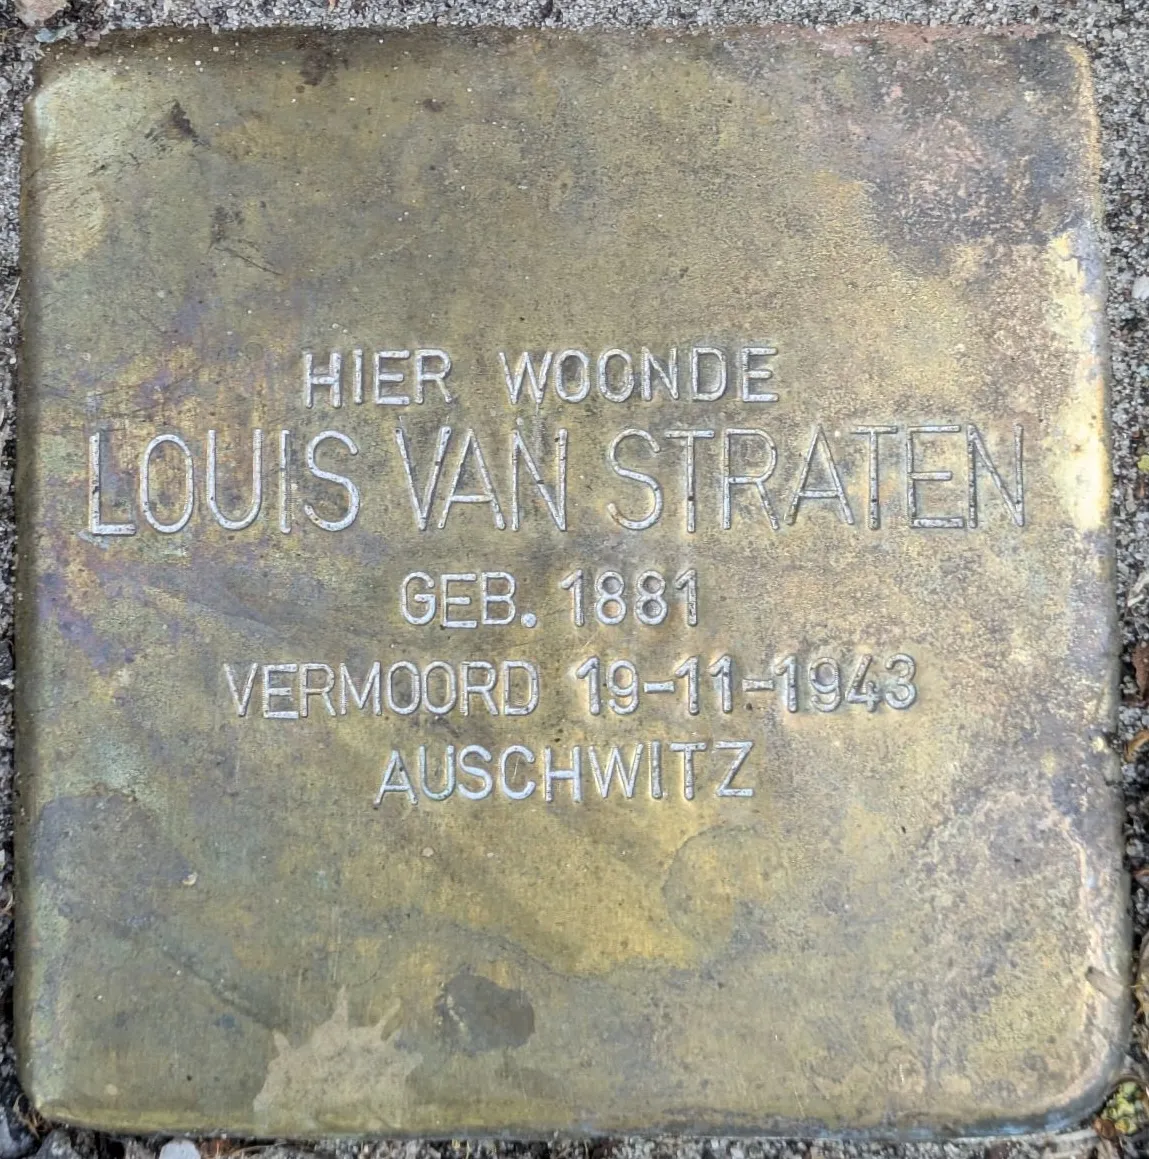 HIER WOONDE
LOUIS VAN STRATEN
GEB. 1881
VERMOORD 19-11-1943
AUSCHWITZ